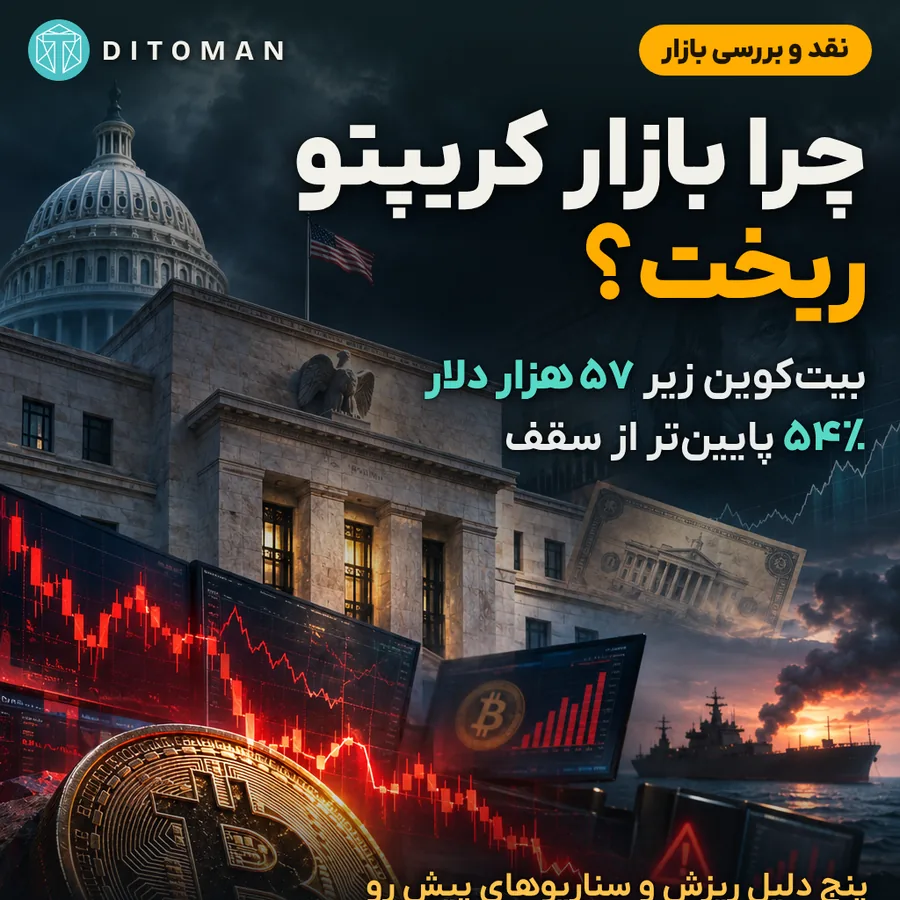 DITOMAN
نقد و بررسی بازار
چرا بازار کریپتو
ریخت؟
بیت‌کوین زیر ۵۷ هزار دلار
۵۴٪ پایین‌تر از سقف
پنج دلیل ریزش و سناریوهای پیش رو